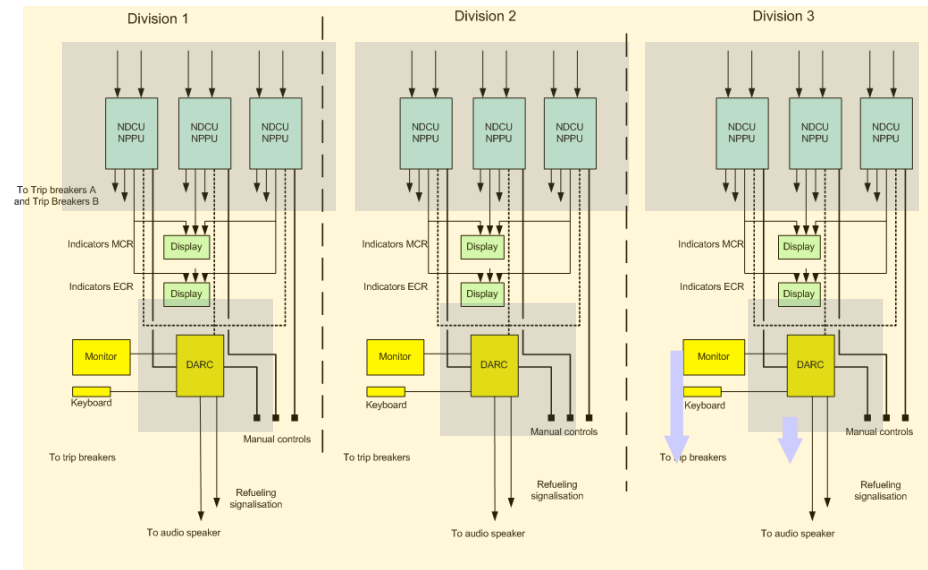 Division 1
Division 2
Division 3
NDCU
NPPU
NDCU
NPPU
NDCU
NPPU
NDCU
NPPU
NDCU
NPPU
NDCU
NPPU
NDCU
NPPU
NDCU
NPPU
NDCU
NPPU
To Trip breakers A
and Trip Breakers B
Indicators MCR
Display
Indicators MCR
Display
Indicators MCR
Display
Indicators ECR
Display
Indicators ECR
Display
Indicators ECR
Display
Monitor
DARC
Monitor
DARC
Monitor
DARC
Keyboard
Keyboard
Keyboard
Manual controls
Manual controls
Manual controls
To trip breakers
To trip breakers
To trip breakers
Refueling
signalisation
Refueling
signalisation
Refueling
signalisation
To audio speaker
To audio speaker
To audio speaker